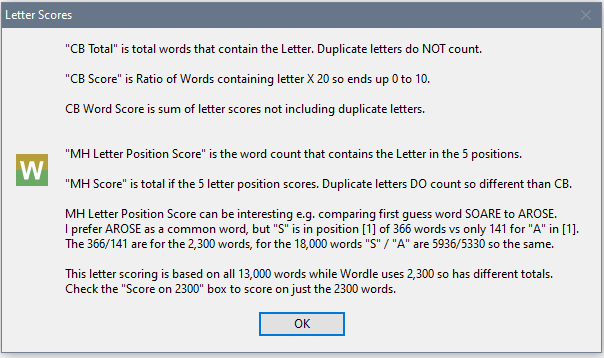 Letter Scores
"CB Total" is total words that contain the Letter. Duplicate letters do NOT count.
"CB Score" is Ratio of Words containing letter X 20 so ends up 0 to 10.
CB Word Score is sum of letter scores not including duplicate letters.
W
"MH Letter Position Score" is the word count that contains the Letter in the 5 positions.
"MH Score" is total if the 5 letter position scores. Duplicate letters DO count so different than CB.
MH Letter Position Score can be interesting e.g. comparing first guess word SOARE to AROSE.
I prefer AROSE as a common word, but "S" is in position [1] of 366 words vs only 141 for "A" in [1].
The 366/141 are for the 2,300 words, for the 18,000 words "S" / "A" are 5936/5330 so the same.
This letter scoring is based on all 13,000 words while Wordle uses 2,300 so has different totals.
Check the "Score on 2300" box to score on just the 2300 words.
OK